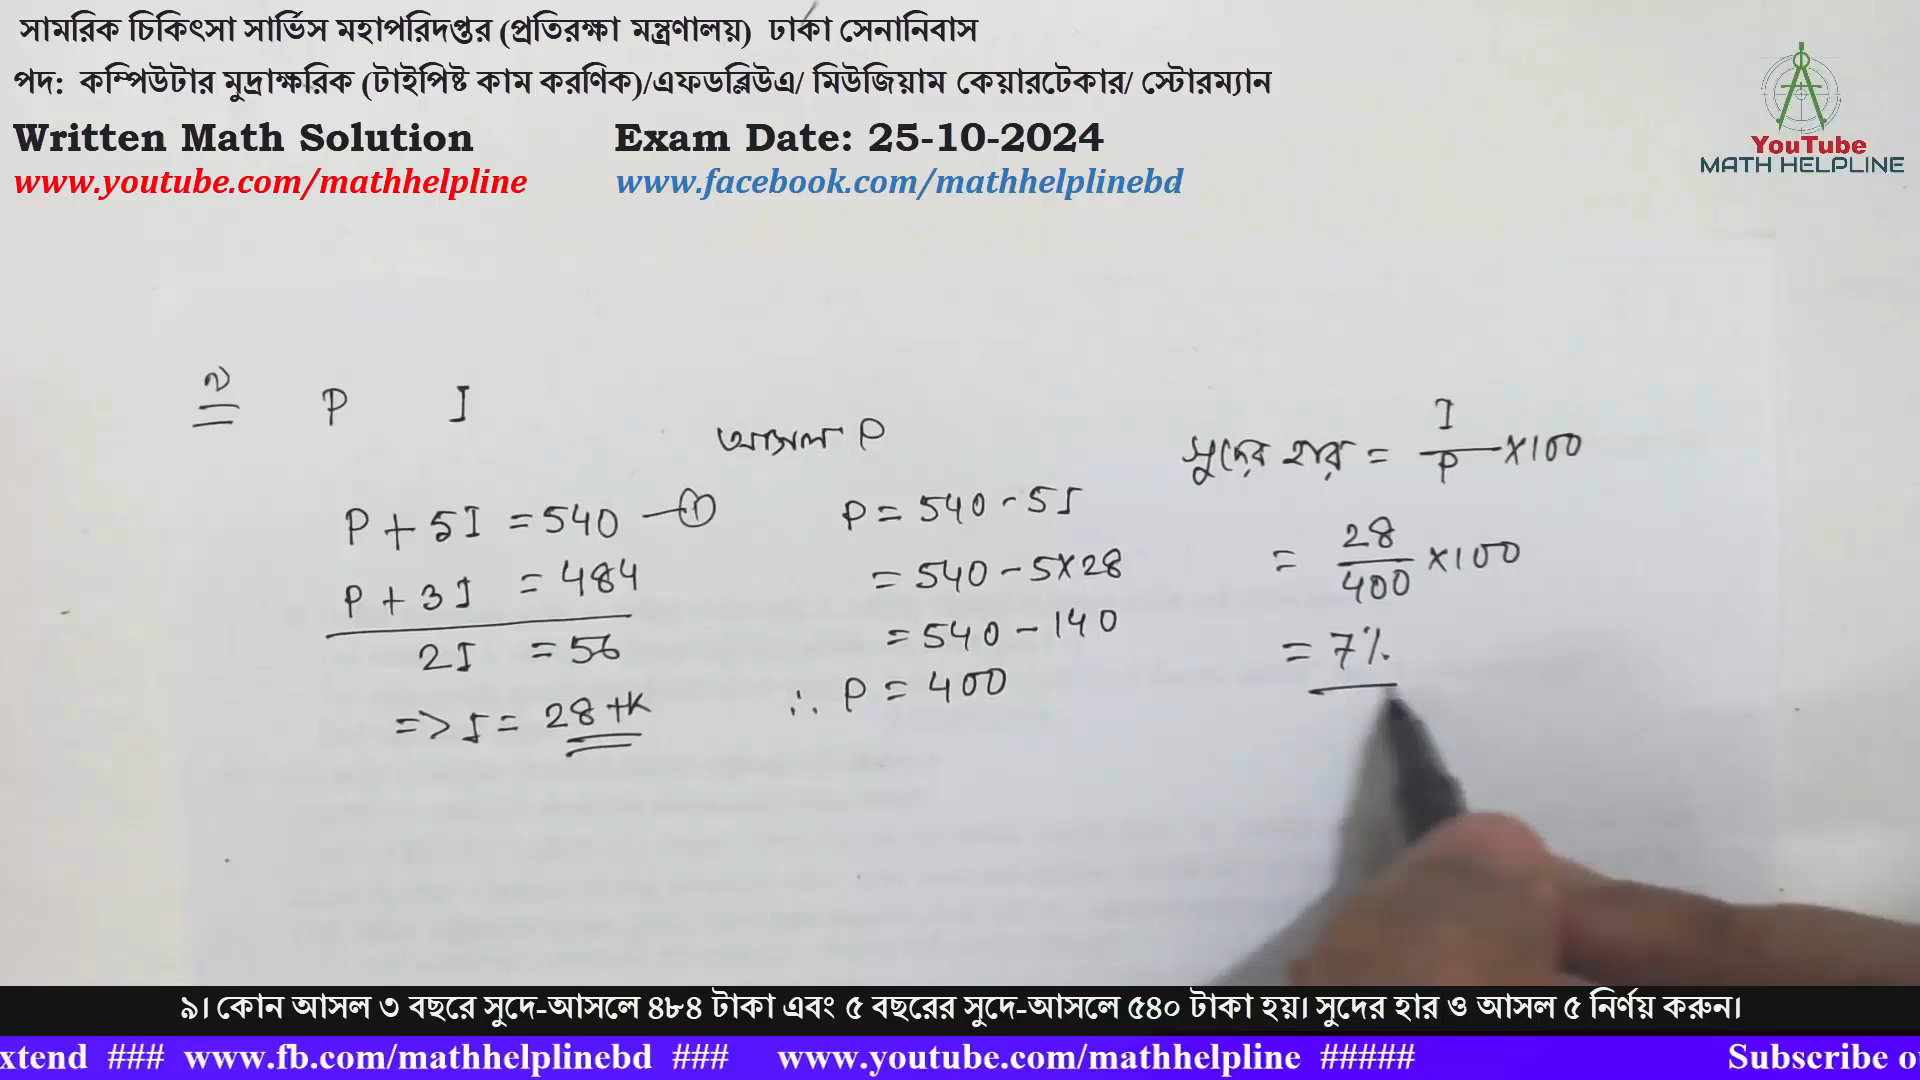 সামরিক চিকিৎসা সার্ভিস মহাপরিদপ্তর (প্রতিরক্ষা মন্ত্রণালয়) ঢাকা সেনানিবাস
পদ: কম্পিউটার মুদ্রাক্ষরিক (টাইপিষ্ট কাম করণিক)/এফডব্লিউএ/ মিউজিয়াম কেয়ারটেকার/ স্টোরম্যান
Written Math Solution Exam Date: 25-10-2024
www.youtube.com/mathhelpline www.facebook.com/mathhelplinebd
YouTube
MATH HELPLINE
P I
P + 5I = 540 —①
P + 3I = 484
2I = 56
=> I = 28 TK
আসল P
P = 540 - 5I
= 540 - 5×28
= 540 - 140
∴ P = 400
সুদের হার = I/P ×100
= 28/400 ×100
= 7%
৯। কোন আসল ৩ বছরে সুদে-আসলে ৪৮৪ টাকা এবং ৫ বছরের সুদে-আসলে ৫৪০ টাকা হয়। সুদের হার ও আসল ৫ নির্ণয় করুন।
xtend ### www.fb.com/mathhelplinebd ### www.youtube.com/mathhelpline ##### Subscribe o